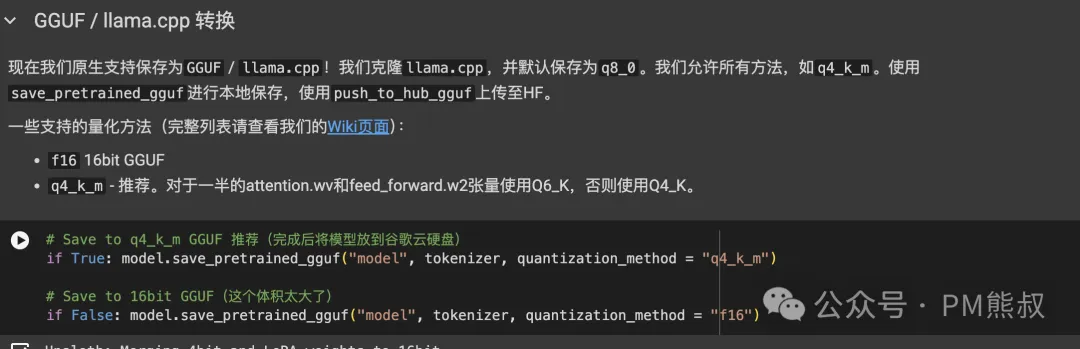 GGUF / llama.cpp 转换
现在我们原生支持保存为GGUF / llama.cpp！我们克隆llama.cpp，并默认保存为q8_0。我们允许所有方法，如q4_k_m。使用
save_pretrained_gguf进行本地保存，使用push_to_hub_gguf上传至HF。
一些支持的量化方法（完整列表请查看我们的Wiki页面）：
• f16 16bit GGUF
• q4_k_m - 推荐。对于一半的attention.wv和feed_forward.w2张量使用Q6_K，否则使用Q4_K。
# Save to q4_k_m GGUF 推荐（完成后将模型放到谷歌云硬盘）
if True: model.save_pretrained_gguf("model", tokenizer, quantization_method = "q4_k_m")
# Save to 16bit GGUF（这个体积太大了）
if False: model.save_pretrained_gguf("model", tokenizer, quantization_method = "f16")
公众号 · PM熊叔
Unsloth: Merging 4bit and LoRA weights to 16bit